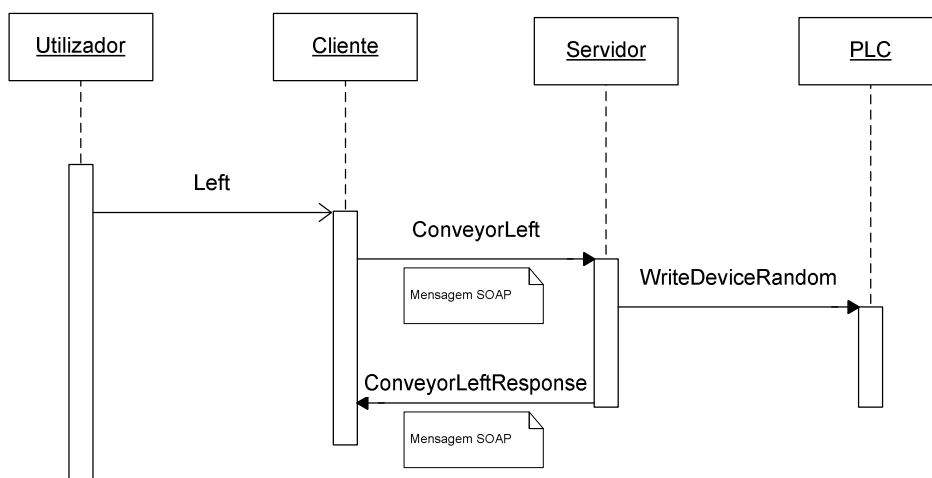 Utilizador
Cliente
Servidor
PLC
Left
ConveyorLeft
Mensagem SOAP
WriteDeviceRandom
ConveyorLeftResponse
Mensagem SOAP